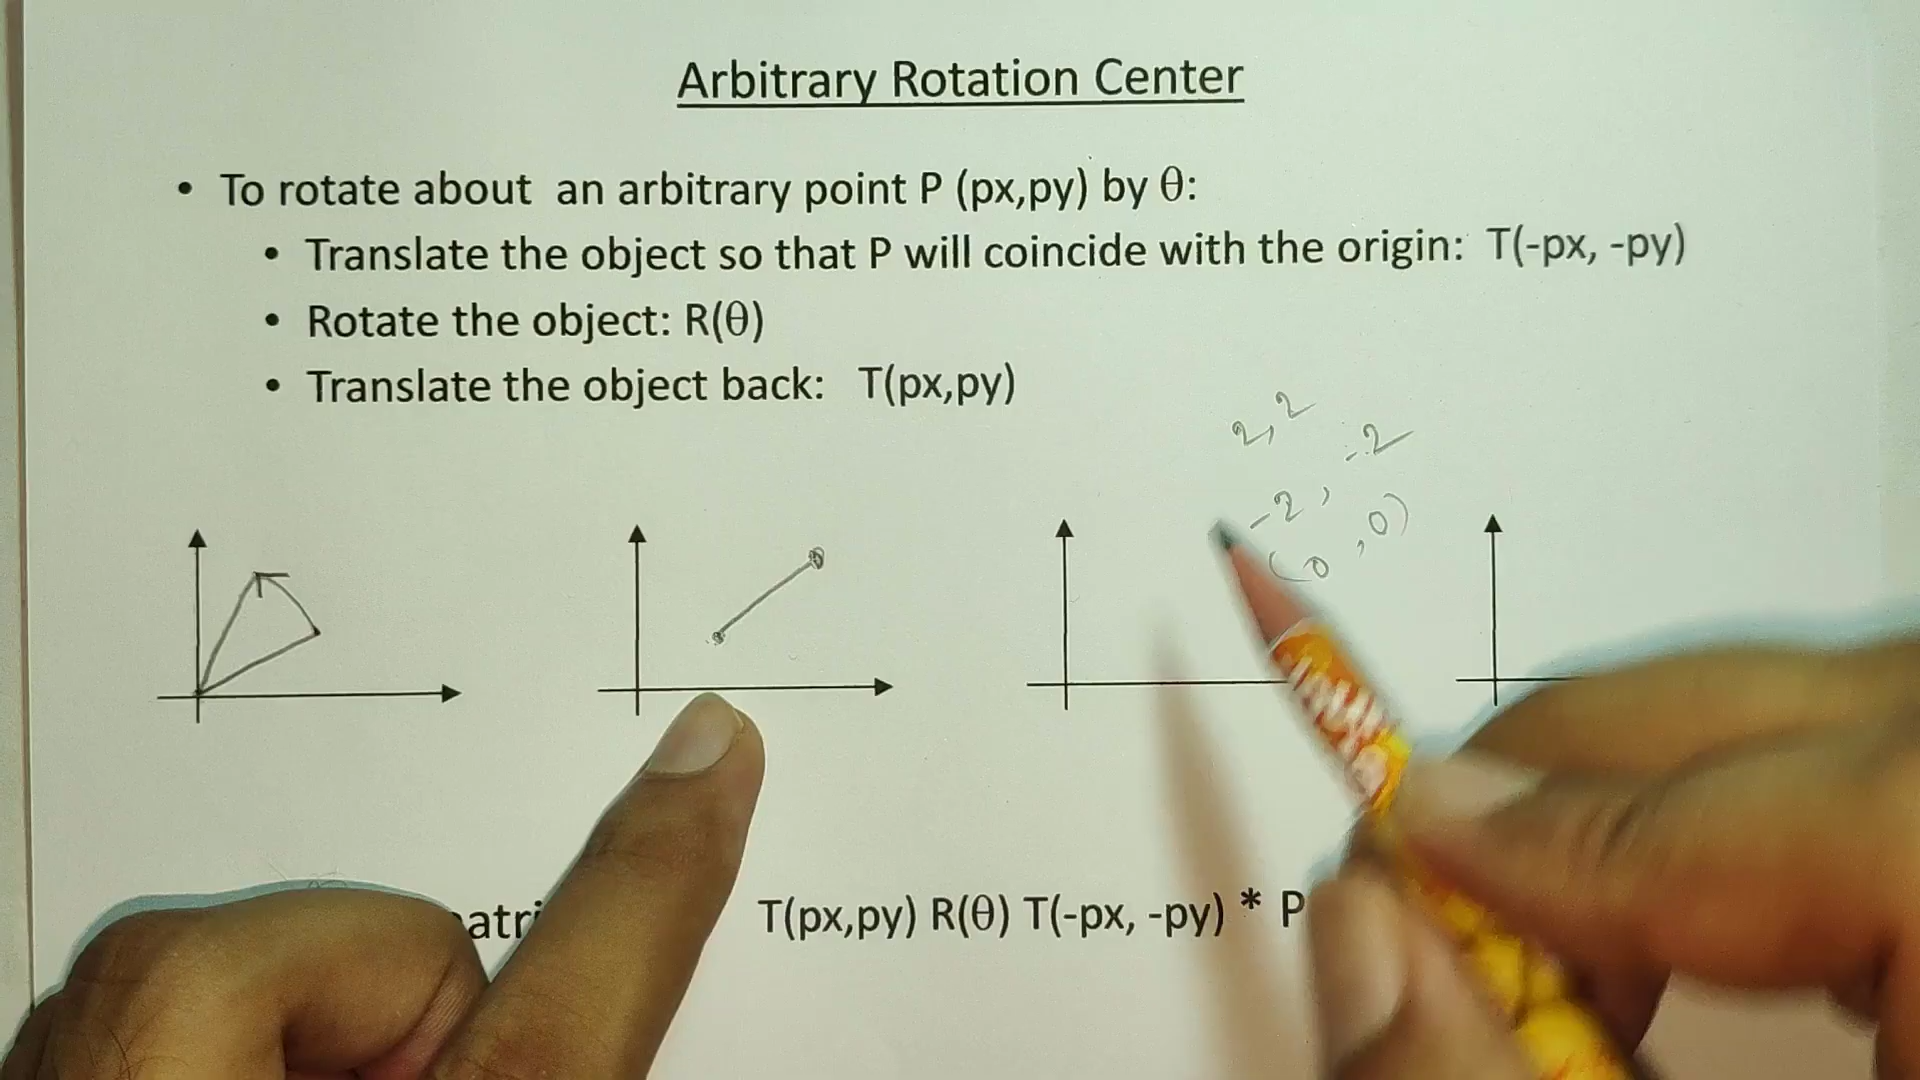 Arbitrary Rotation Center
• To rotate about an arbitrary point P (px,py) by θ:
• Translate the object so that P will coincide with the origin: T(-px, -py)
• Rotate the object: R(θ)
• Translate the object back: T(px,py)
2, 2
-2
-2,
(0, 0)
T(px,py) R(θ) T(-px, -py) * P